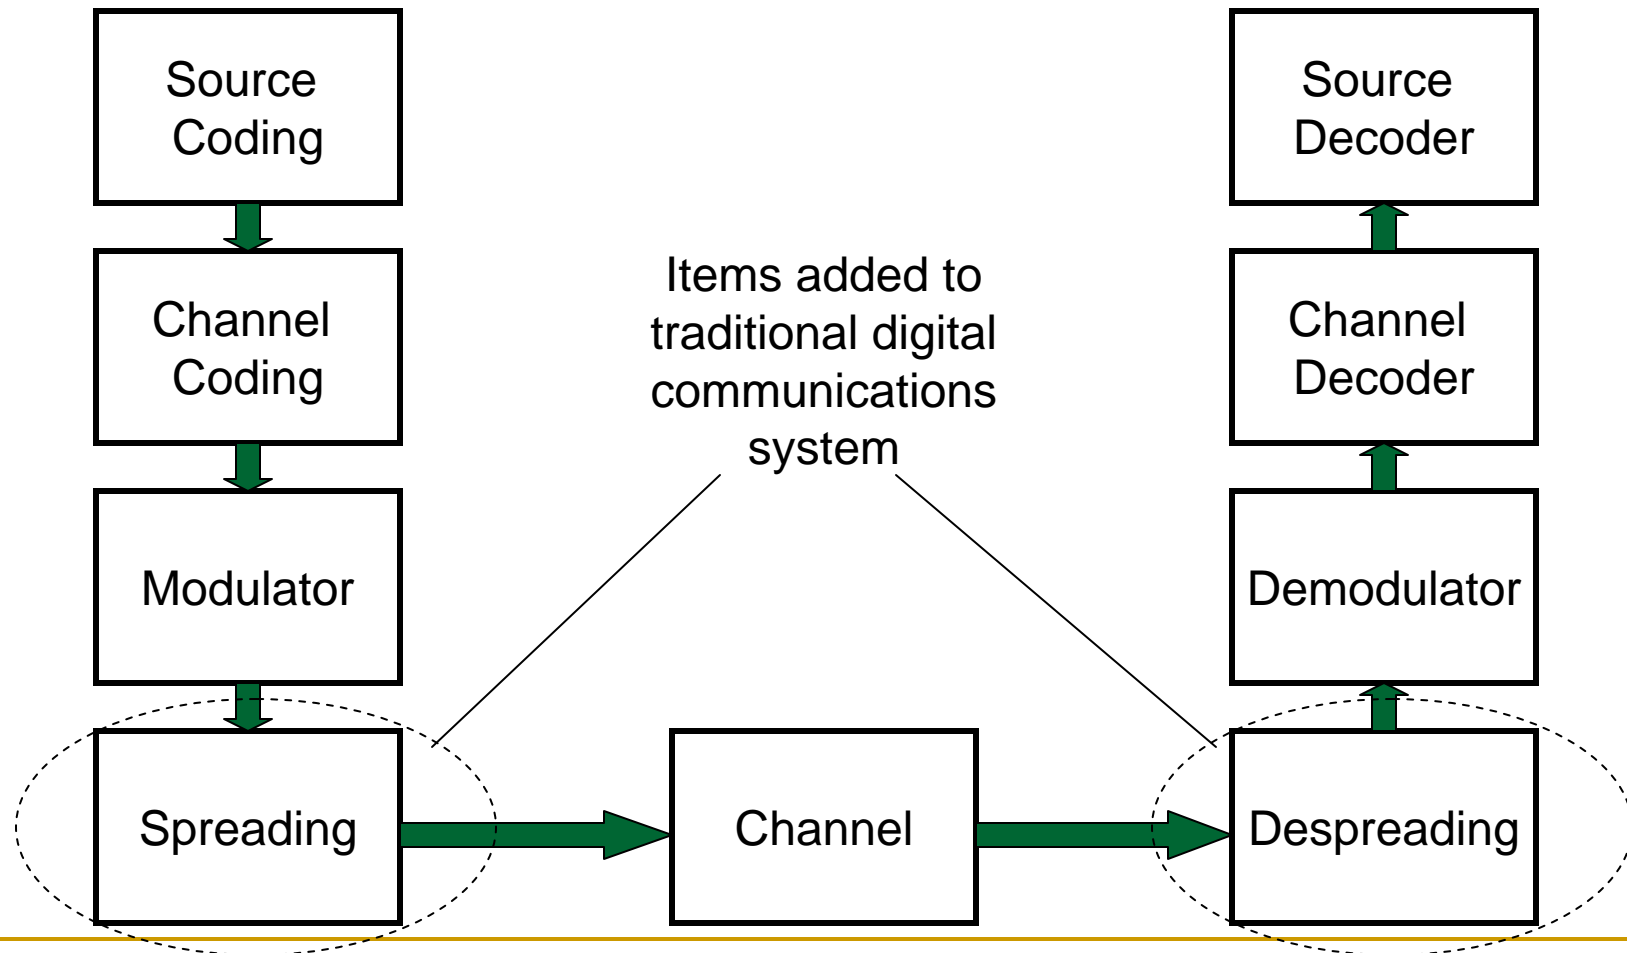 Source
Coding
Channel
Coding
Modulator
Spreading
Items added to
traditional digital
communications
system
Channel
Source
Decoder
Channel
Decoder
Demodulator
Despreading